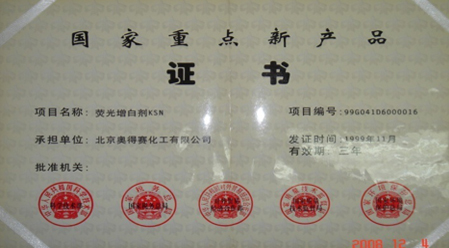 国家重点新产品
证书
项目名称：荧光增白剂KSN
项目编号：99G04106000016
承担单位：北京奥得赛化工有限公司
发证时间：1999年11月
有效期：三年
批准机关：
2008 12 4